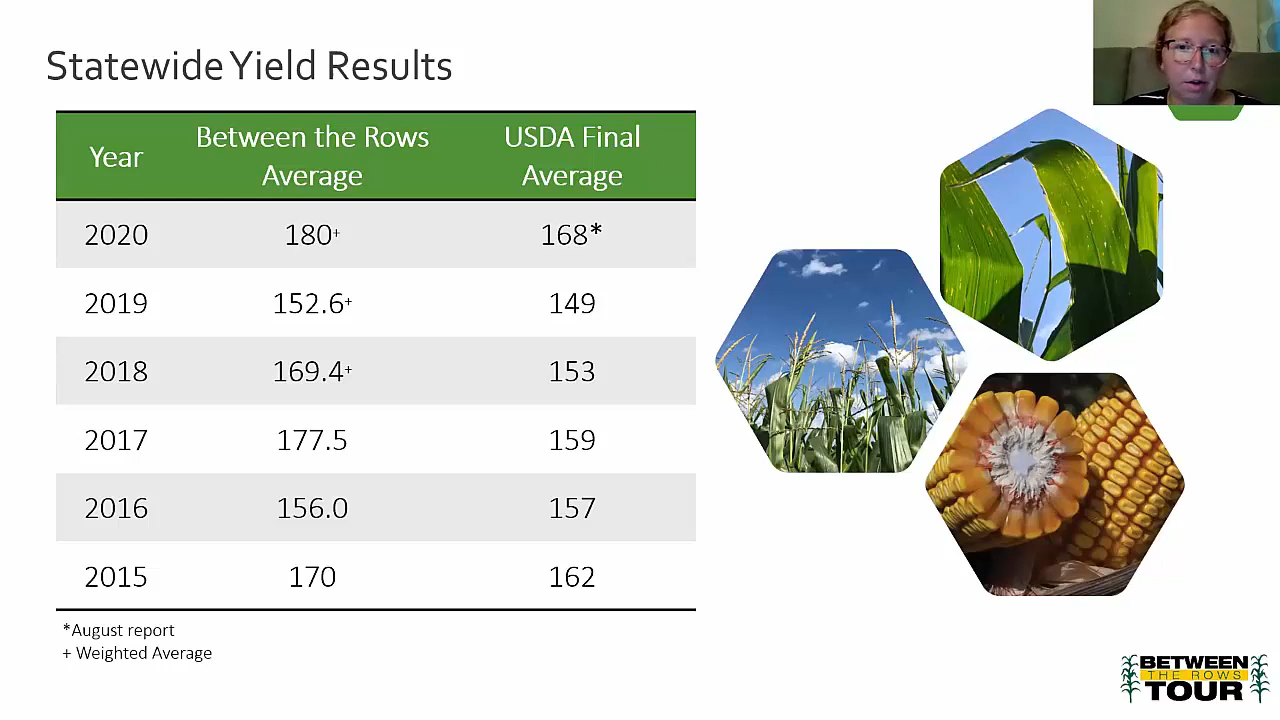 Statewide Yield Results
Year Between the Rows Average USDA Final Average
2020 180+ 168*
2019 152.6+ 149
2018 169.4+ 153
2017 177.5 159
2016 156.0 157
2015 170 162
*August report
+ Weighted Average
BETWEEN
THE ROWS
TOUR